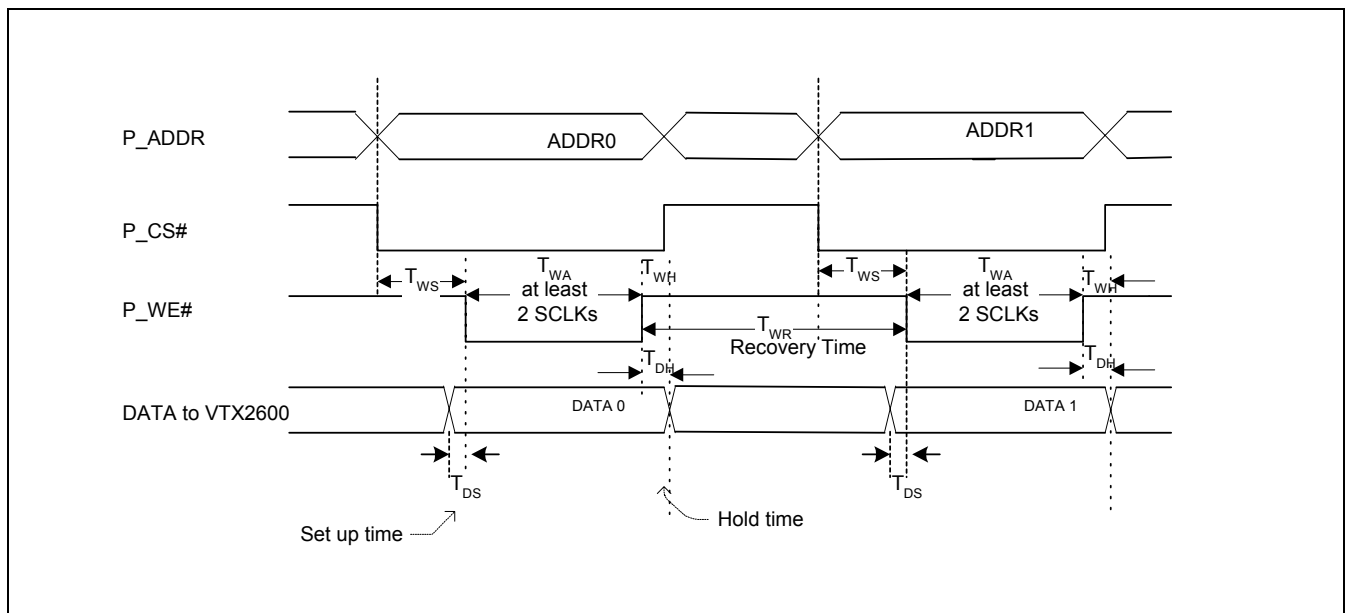 P_ADDR
ADDR0
ADDR1
P_CS#
TWS
TWA
at least
2 SCLKs
TWH
TWS
TWA
at least
2 SCLKs
TWH
P_WE#
TWR
Recovery Time
TDH
TDH
DATA to VTX2600
DATA 0
DATA 1
TDS
TDS
Set up time
Hold time